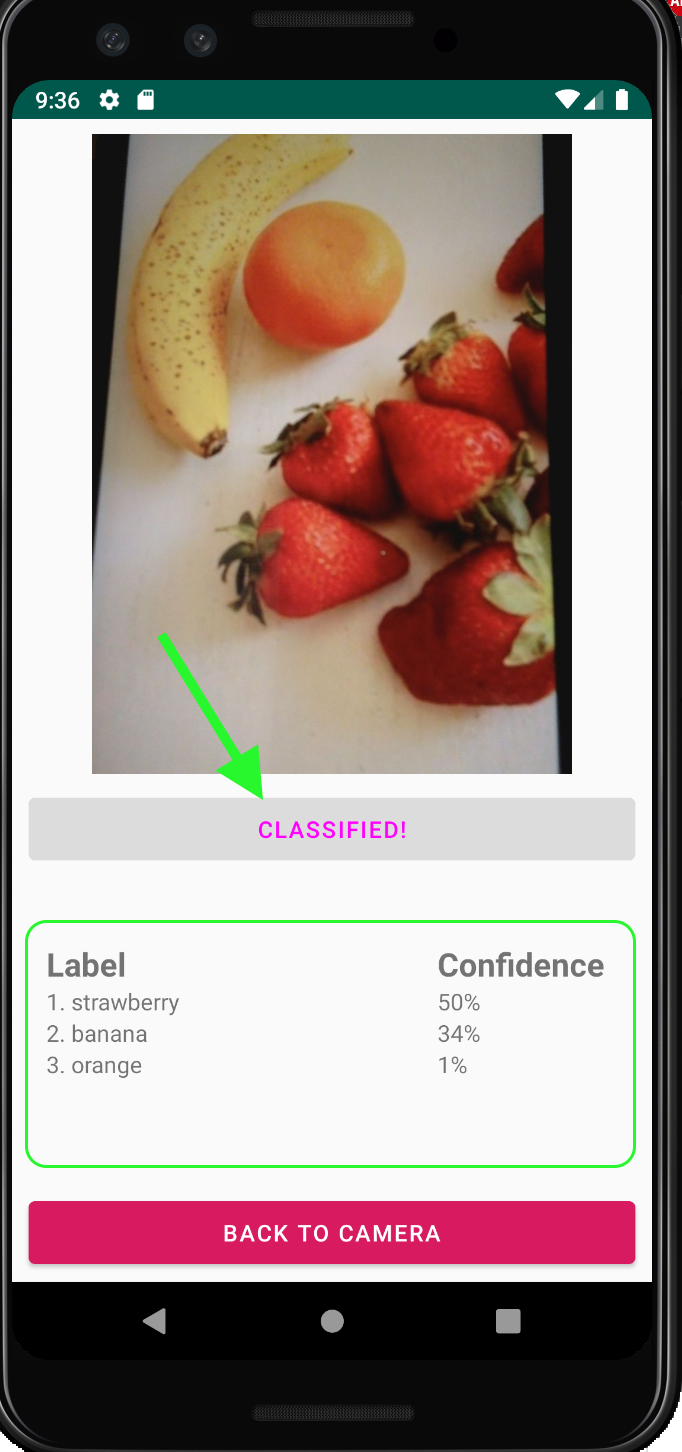 9:36
CLASSIFIED!
Label Confidence
1. strawberry 50%
2. banana 34%
3. orange 1%
BACK TO CAMERA